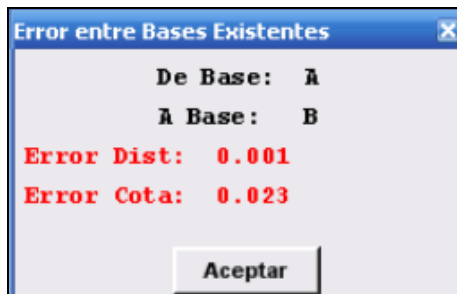 Error entre Bases Existentes
De Base: A
A Base: B
Error Dist: 0.001
Error Cota: 0.023
Aceptar